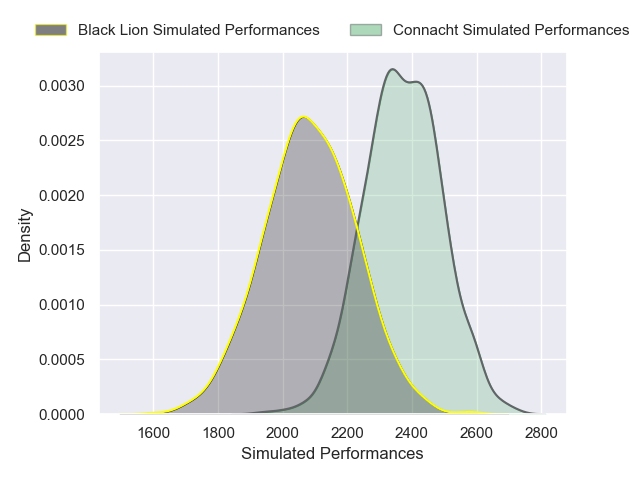 Black Lion Simulated Performances
Connacht Simulated Performances
0.0030
0.0025
0.0020
0.0015
0.0010
0.0005
0.0000
Density
1600 1800 2000 2200 2400 2600 2800
Simulated Performances